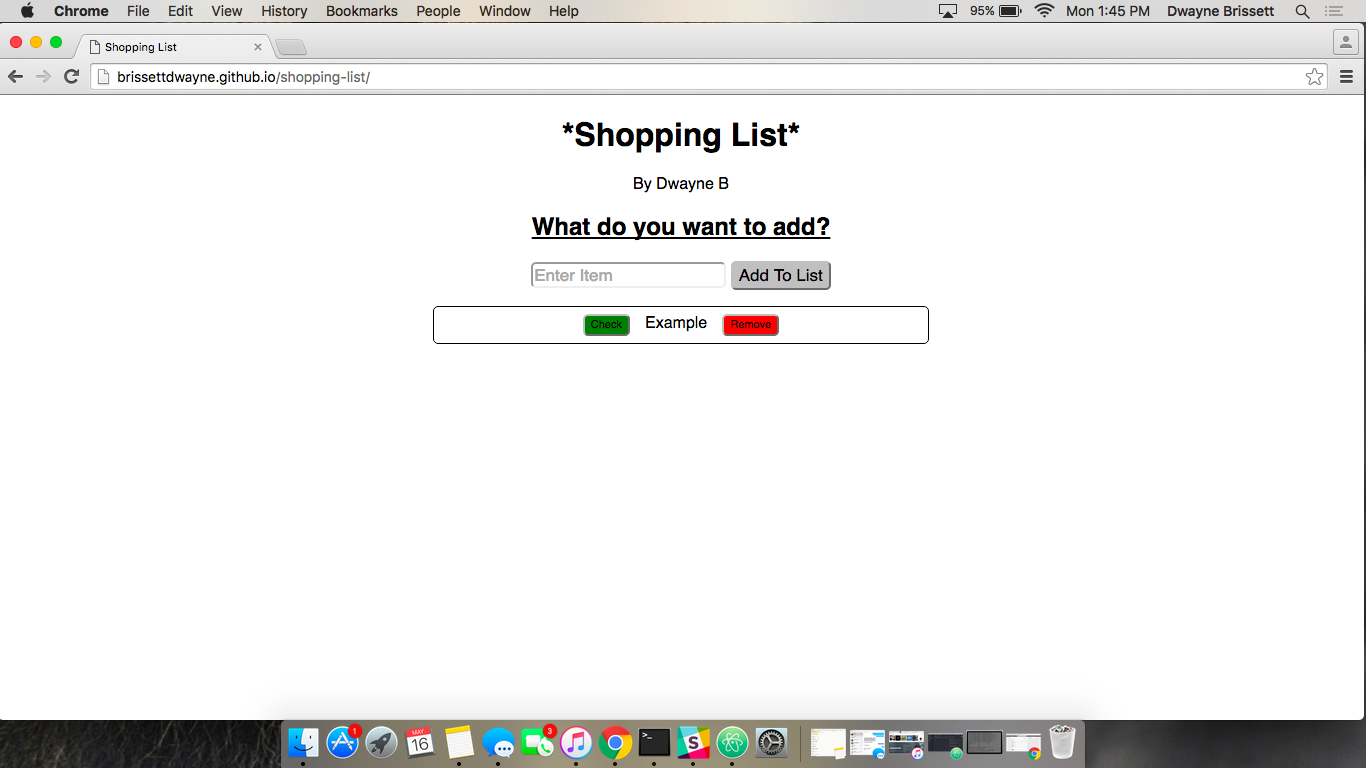 Chrome File Edit View History Bookmarks People Window Help 95% Mon 1:45 PM Dwayne Brissett
Shopping List
brissettdwayne.github.io/shopping-list/
*Shopping List*
By Dwayne B
What do you want to add?
Enter Item Add To List
Check Example Remove
1 MAY 16 3 >_ S